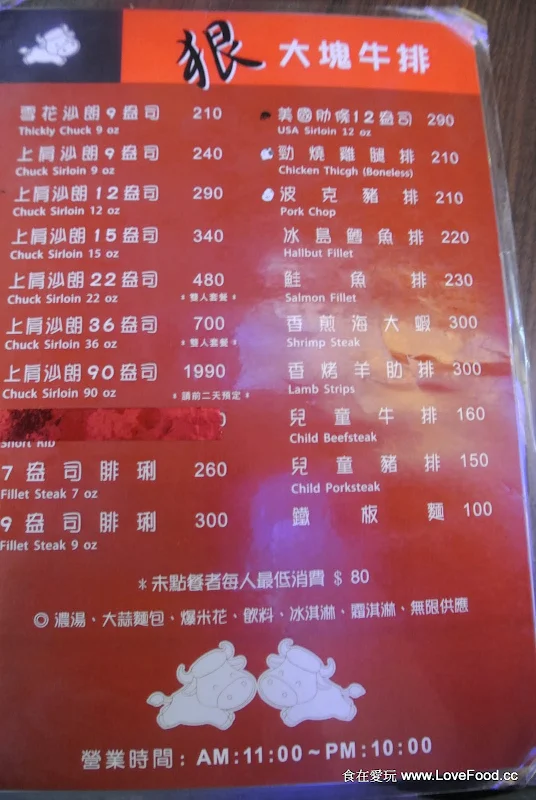 狠 大塊牛排
雪花沙朗9盎司 210
Thickly Chuck 9 oz
上肩沙朗9盎司 240
Chuck Sirloin 9 oz
上肩沙朗12盎司 290
Chuck Sirloin 12 oz
上肩沙朗15盎司 340
Chuck Sirloin 15 oz
上肩沙朗22盎司 480
Chuck Sirloin 22 oz
*雙人套餐*
上肩沙朗36盎司 700
Chuck Sirloin 36 oz
*雙人套餐*
上肩沙朗90盎司 1990
Chuck Sirloin 90 oz
*請前二天預定*
Short Rib
7盎司腓琍 260
Fillet Steak 7 oz
9盎司腓琍 300
Fillet Steak 9 oz
美國肋條12盎司 290
USA Sirloin 12 oz
勁燒雞腿排 210
Chicken Thicgh (Boneless)
波克豬排 210
Pork Chop
冰島鱈魚排 220
Halibut Fillet
鮭魚排 230
Salmon Fillet
香煎海大蝦 300
Shrimp Steak
香烤羊肋排 300
Lamb Strips
兒童牛排 160
Child Beefsteak
兒童豬排 150
Child Porksteak
鐵板麵 100
*未點餐者每人最低消費 $ 80
◎濃湯、大蒜麵包、爆米花、飲料、冰淇淋、霜淇淋、無限供應
營業時間：AM:11:00~PM:10:00
食在愛玩 www.LoveFood.cc